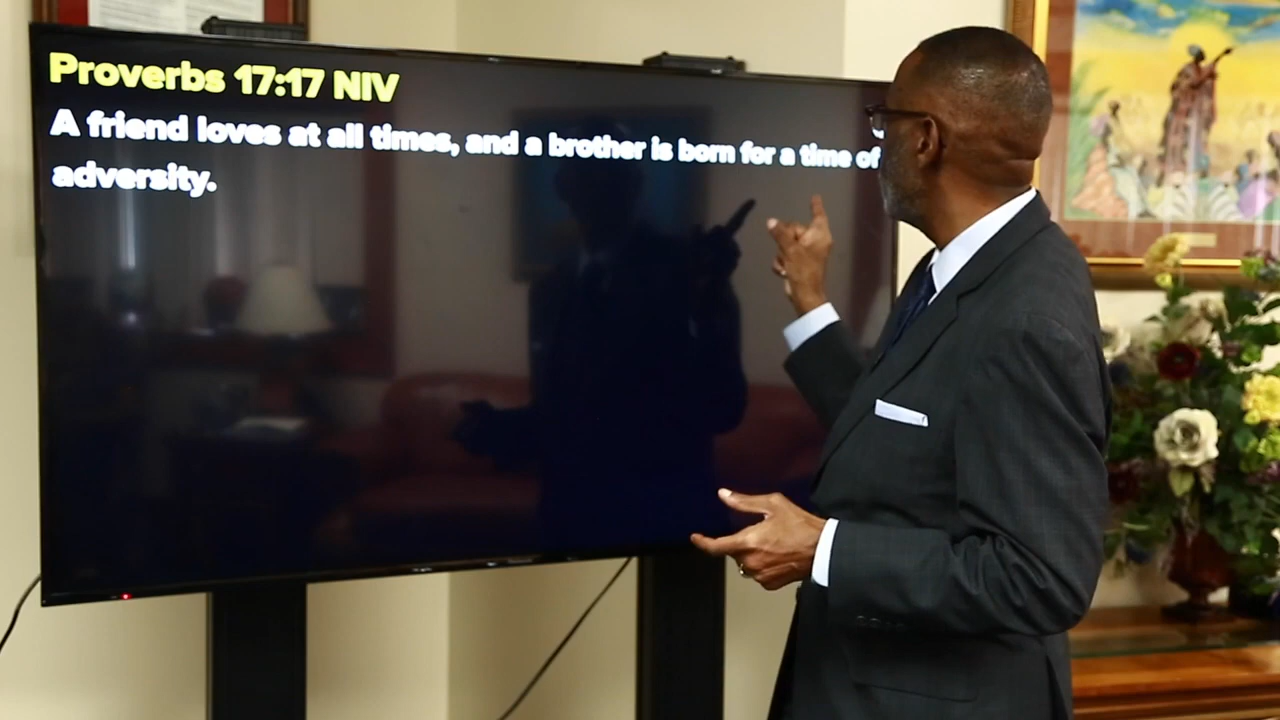 Proverbs 17:17 NIV
A friend loves at all times, and a brother is born for a time of
adversity.